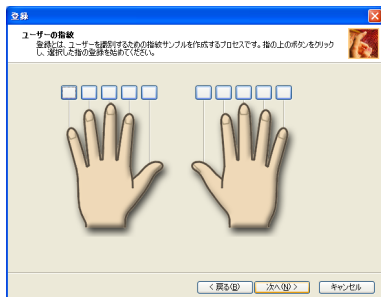 登録
ユーザーの指紋
登録とは、ユーザーを識別するための指紋サンプルを作成するプロセスです。指の上のボタンをクリック
し、選択した指の登録を始めてください。
< 戻る(B)
次へ(N) >
キャンセル